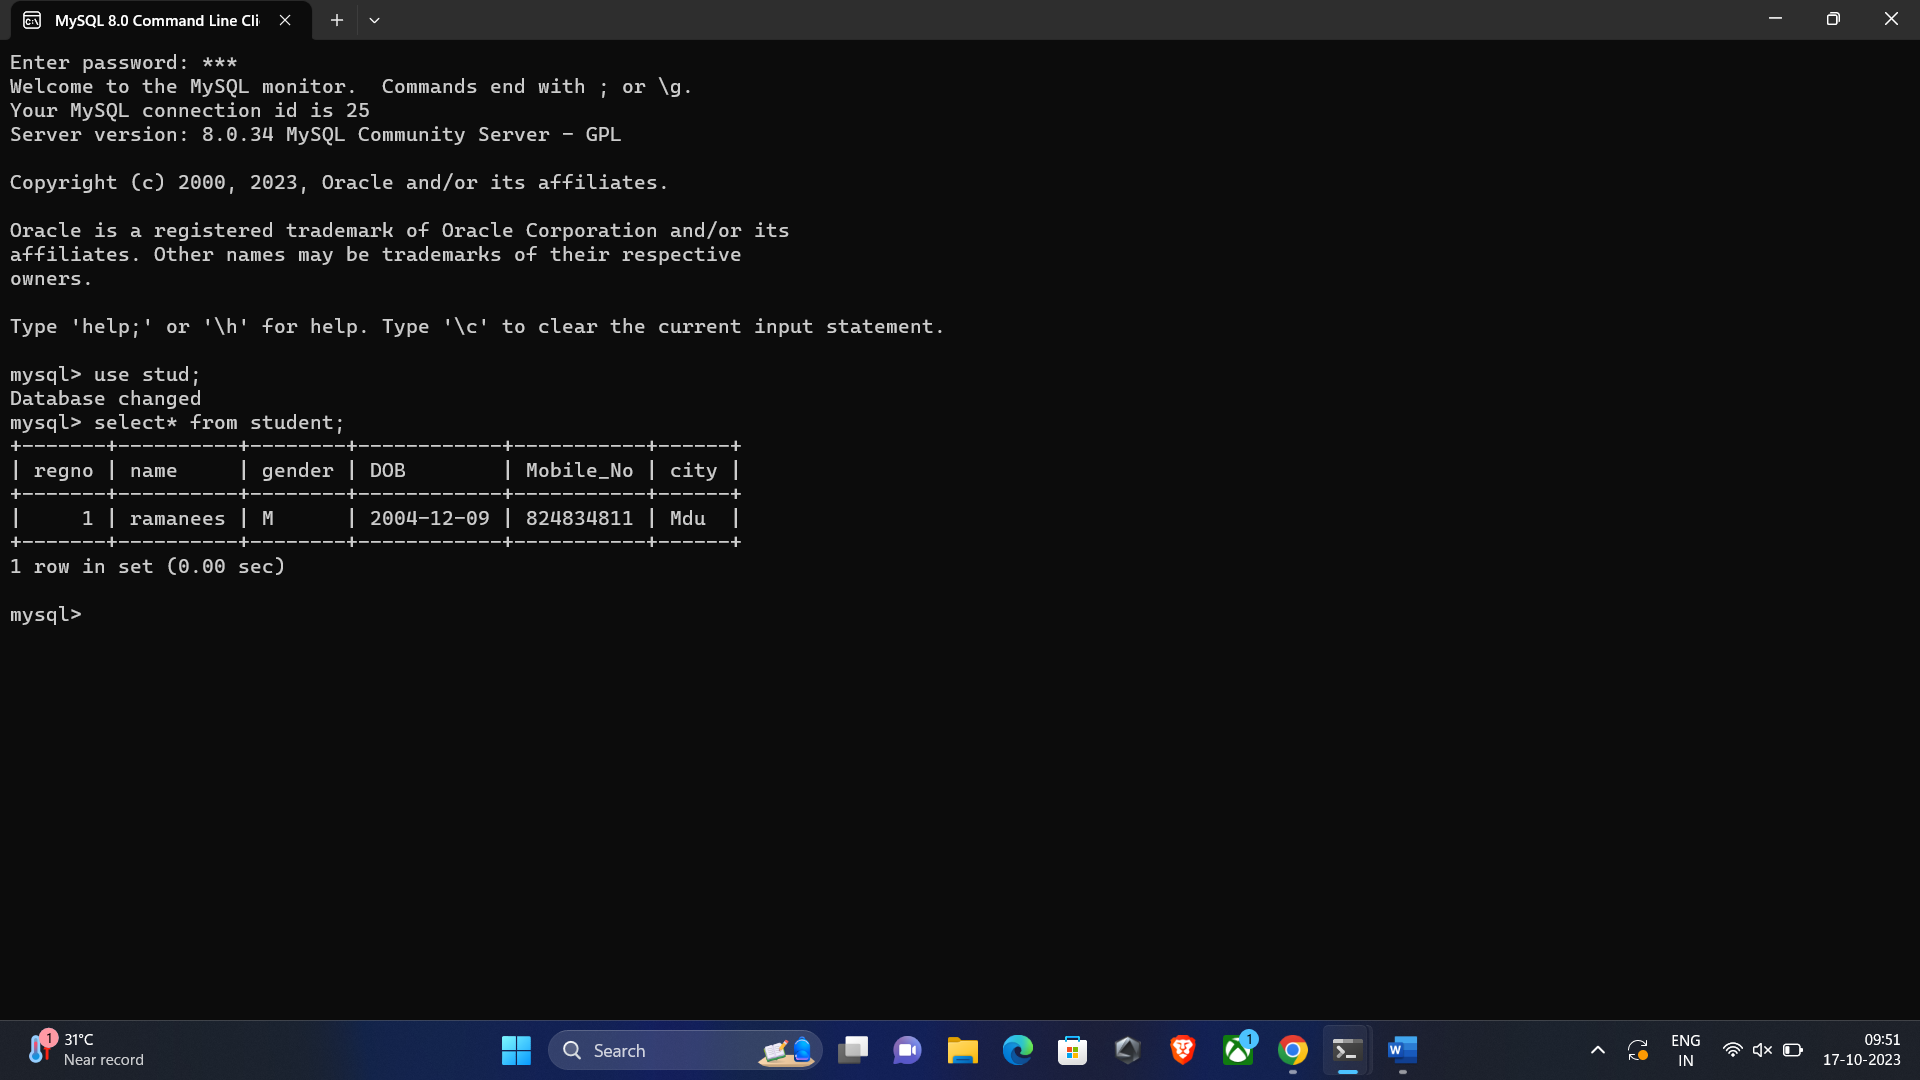 MySQL 8.0 Command Line Cli
Enter password: ***
Welcome to the MySQL monitor.  Commands end with ; or \g.
Your MySQL connection id is 25
Server version: 8.0.34 MySQL Community Server - GPL
Copyright (c) 2000, 2023, Oracle and/or its affiliates.
Oracle is a registered trademark of Oracle Corporation and/or its
affiliates. Other names may be trademarks of their respective
owners.
Type 'help;' or '\h' for help. Type '\c' to clear the current input statement.
mysql> use stud;
Database changed
mysql> select* from student;
+-------+----------+--------+------------+-----------+------+
| regno | name     | gender | DOB        | Mobile_No | city |
+-------+----------+--------+------------+-----------+------+
|     1 | ramanees | M      | 2004-12-09 | 824834811 | Mdu  |
+-------+----------+--------+------------+-----------+------+
1 row in set (0.00 sec)
mysql>
1
31°C
Near record
Search
1
ENG
IN
09:51
17-10-2023